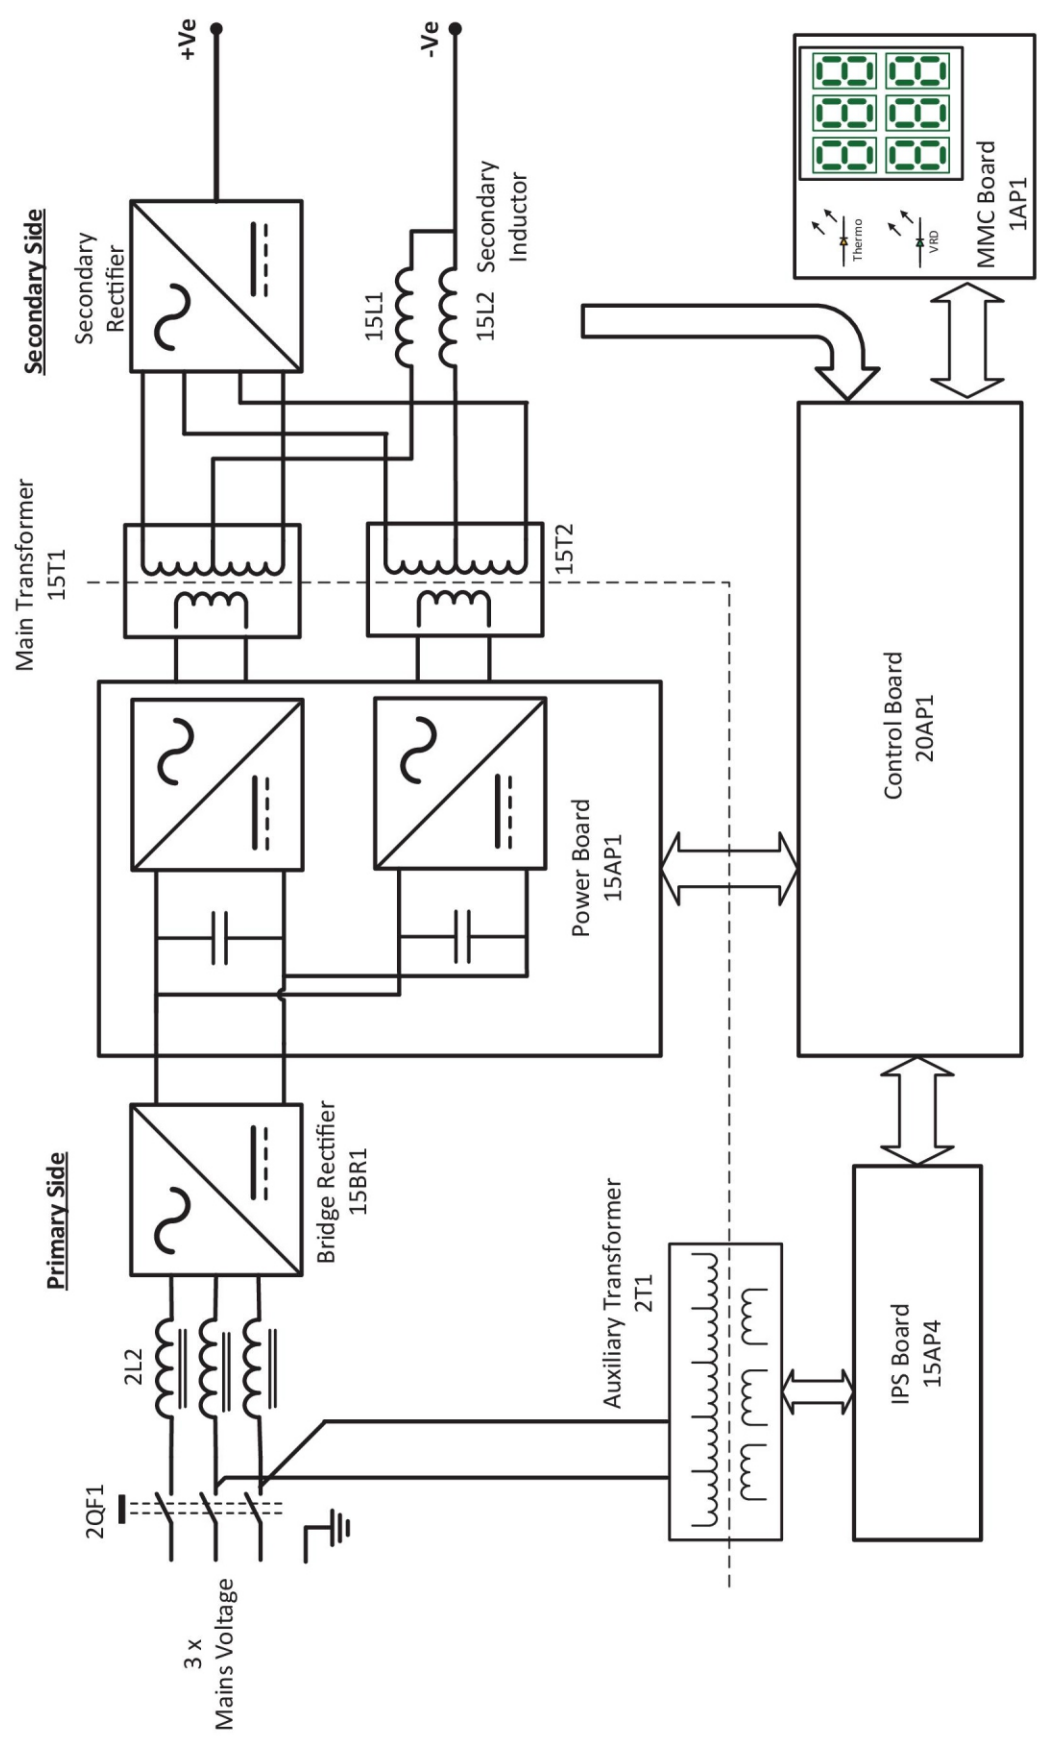 Primary Side
Secondary Side
3 x
Mains Voltage
2QF1
2L2
Bridge Rectifier
15BR1
Power Board
15AP1
Main Transformer
15T1
15T2
Secondary
Rectifier
15L1
15L2
Secondary
Inductor
+Ve
-Ve
Auxiliary Transformer
2T1
IPS Board
15AP4
Control Board
20AP1
Thermo
VRD
888
888
MMC Board
1AP1